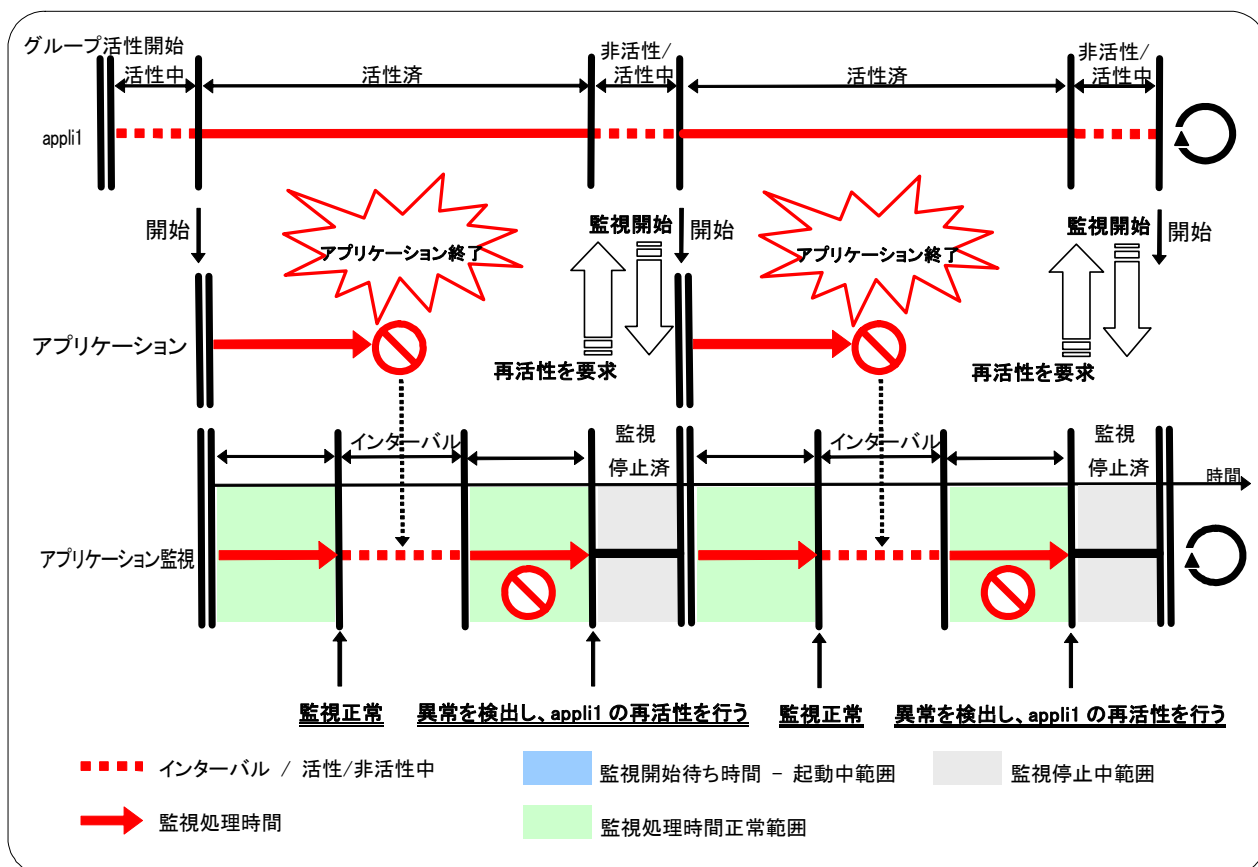 グループ活性開始
活性中
活性済
非活性/
活性中
活性済
非活性/
活性中
appli1
開始
アプリケーション終了
監視開始
開始
アプリケーション終了
監視開始
開始
アプリケーション
再活性を要求
再活性を要求
インターバル
監視
停止済
インターバル
監視
停止済
時間
アプリケーション監視
監視正常
異常を検出し、appli1 の再活性を行う
監視正常
異常を検出し、appli1 の再活性を行う
インターバル / 活性/非活性中
監視開始待ち時間 - 起動中範囲
監視停止中範囲
監視処理時間
監視処理時間正常範囲